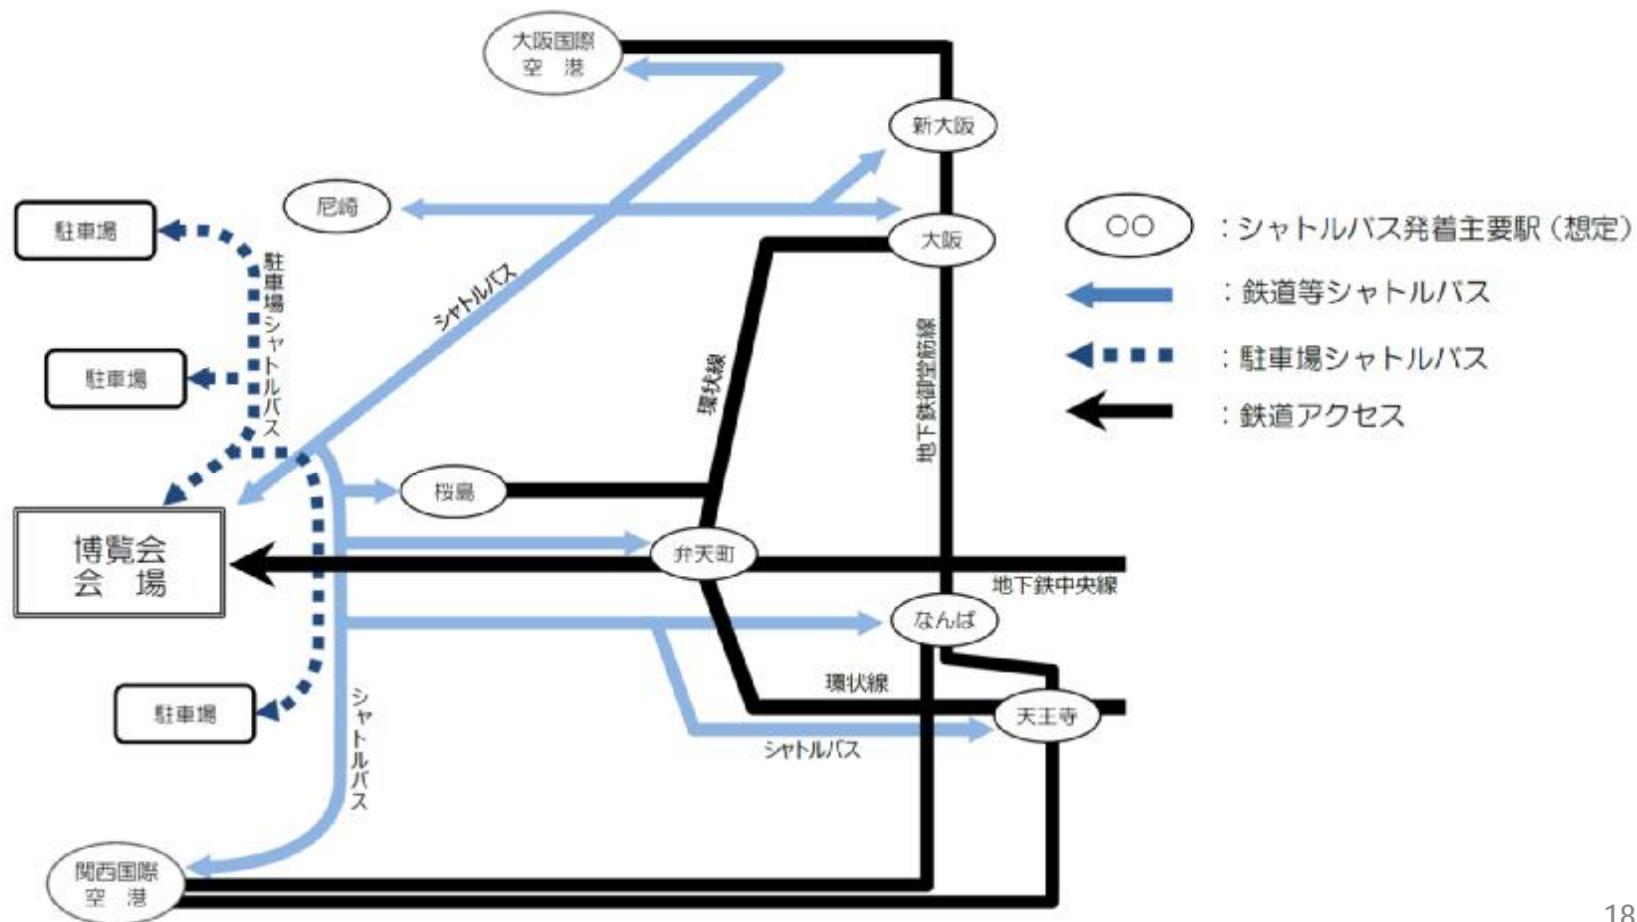 大阪国際
空 港
新大阪
尼崎
大阪
駐車場
駐車場
駐車場シャトルバス
シャトルバス
環状線
地下鉄御堂筋線
桜島
博覧会
会 場
弁天町
地下鉄中央線
なんば
駐車場
シャトルバス
環状線
天王寺
シャトルバス
関西国際
空 港
○○ :シャトルバス発着主要駅(想定)
:鉄道等シャトルバス
:駐車場シャトルバス
:鉄道アクセス
18